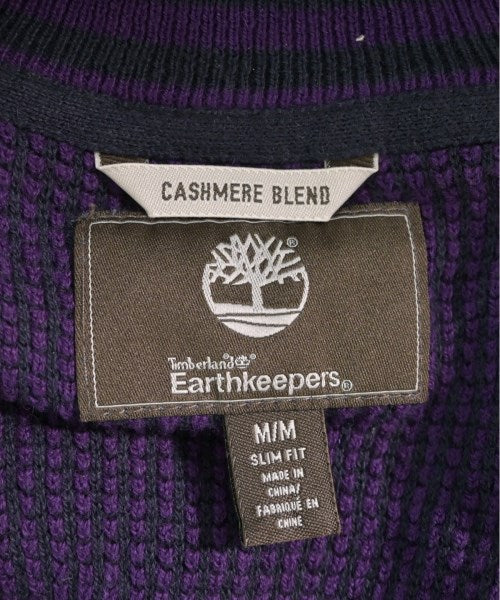 CASHMERE BLEND
®
Timberland®
Earthkeepers®
M/M
SLIM FIT
MADE IN
CHINA/
FABRIQUÉ EN
CHINE